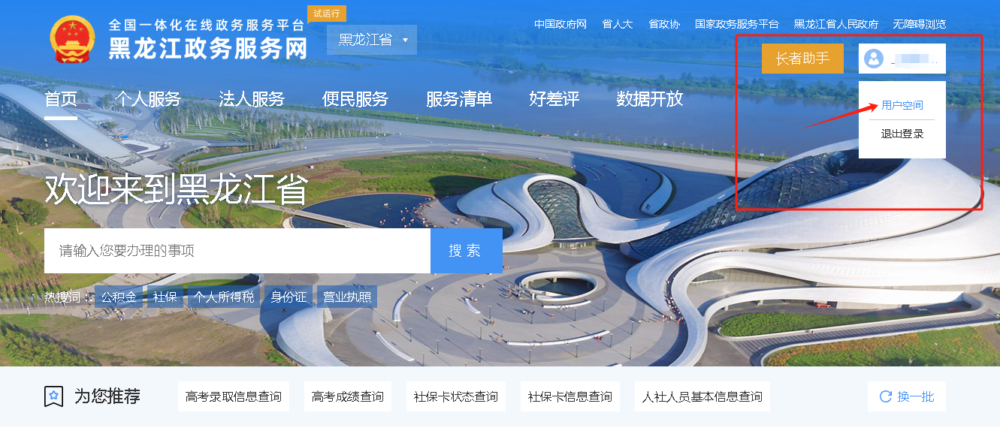 试运行
全国一体化在线政务服务平台
黑龙江政务服务网
黑龙江省
中国政府网 省人大 省政协 国家政务服务平台 黑龙江省人民政府 无障碍浏览
长者助手
首页 个人服务 法人服务 便民服务 服务清单 好差评 数据开放
用户空间
退出登录
欢迎来到黑龙江省
请输入您要办理的事项 搜索
热搜词： 公积金 社保 个人所得税 身份证 营业执照
为您推荐 高考录取信息查询 高考成绩查询 社保卡状态查询 社保卡信息查询 人社人员基本信息查询 换一批